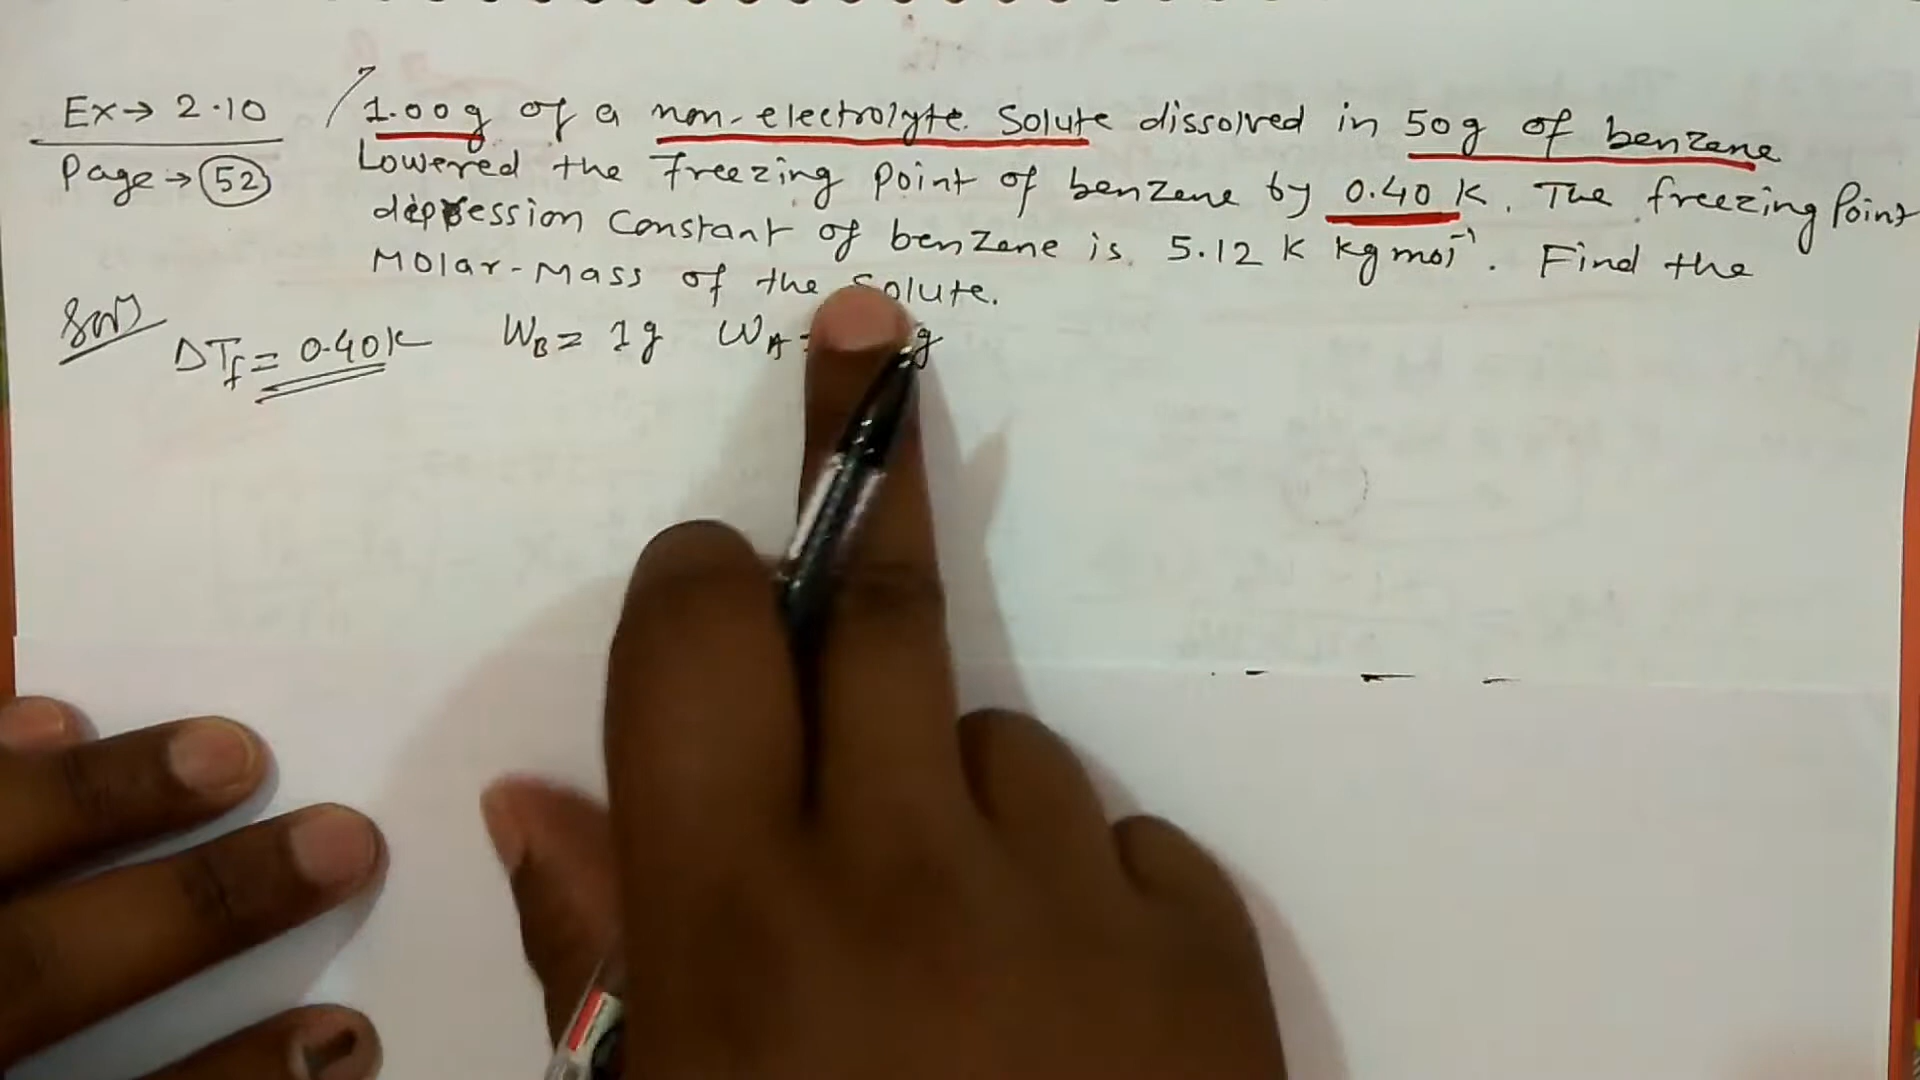 Ex→ 2.10
Page→ 52
1.00g of a non-electrolyte. Solute dissolved in 50g of benzene
Lowered the freezing Point of benzene by 0.40 K. The freezing Point
depression Constant of benzene is 5.12 K Kg mol⁻¹. Find the
Molar-Mass of the Solute.
Soln
ΔTf = 0.40K WB = 1g WA = g